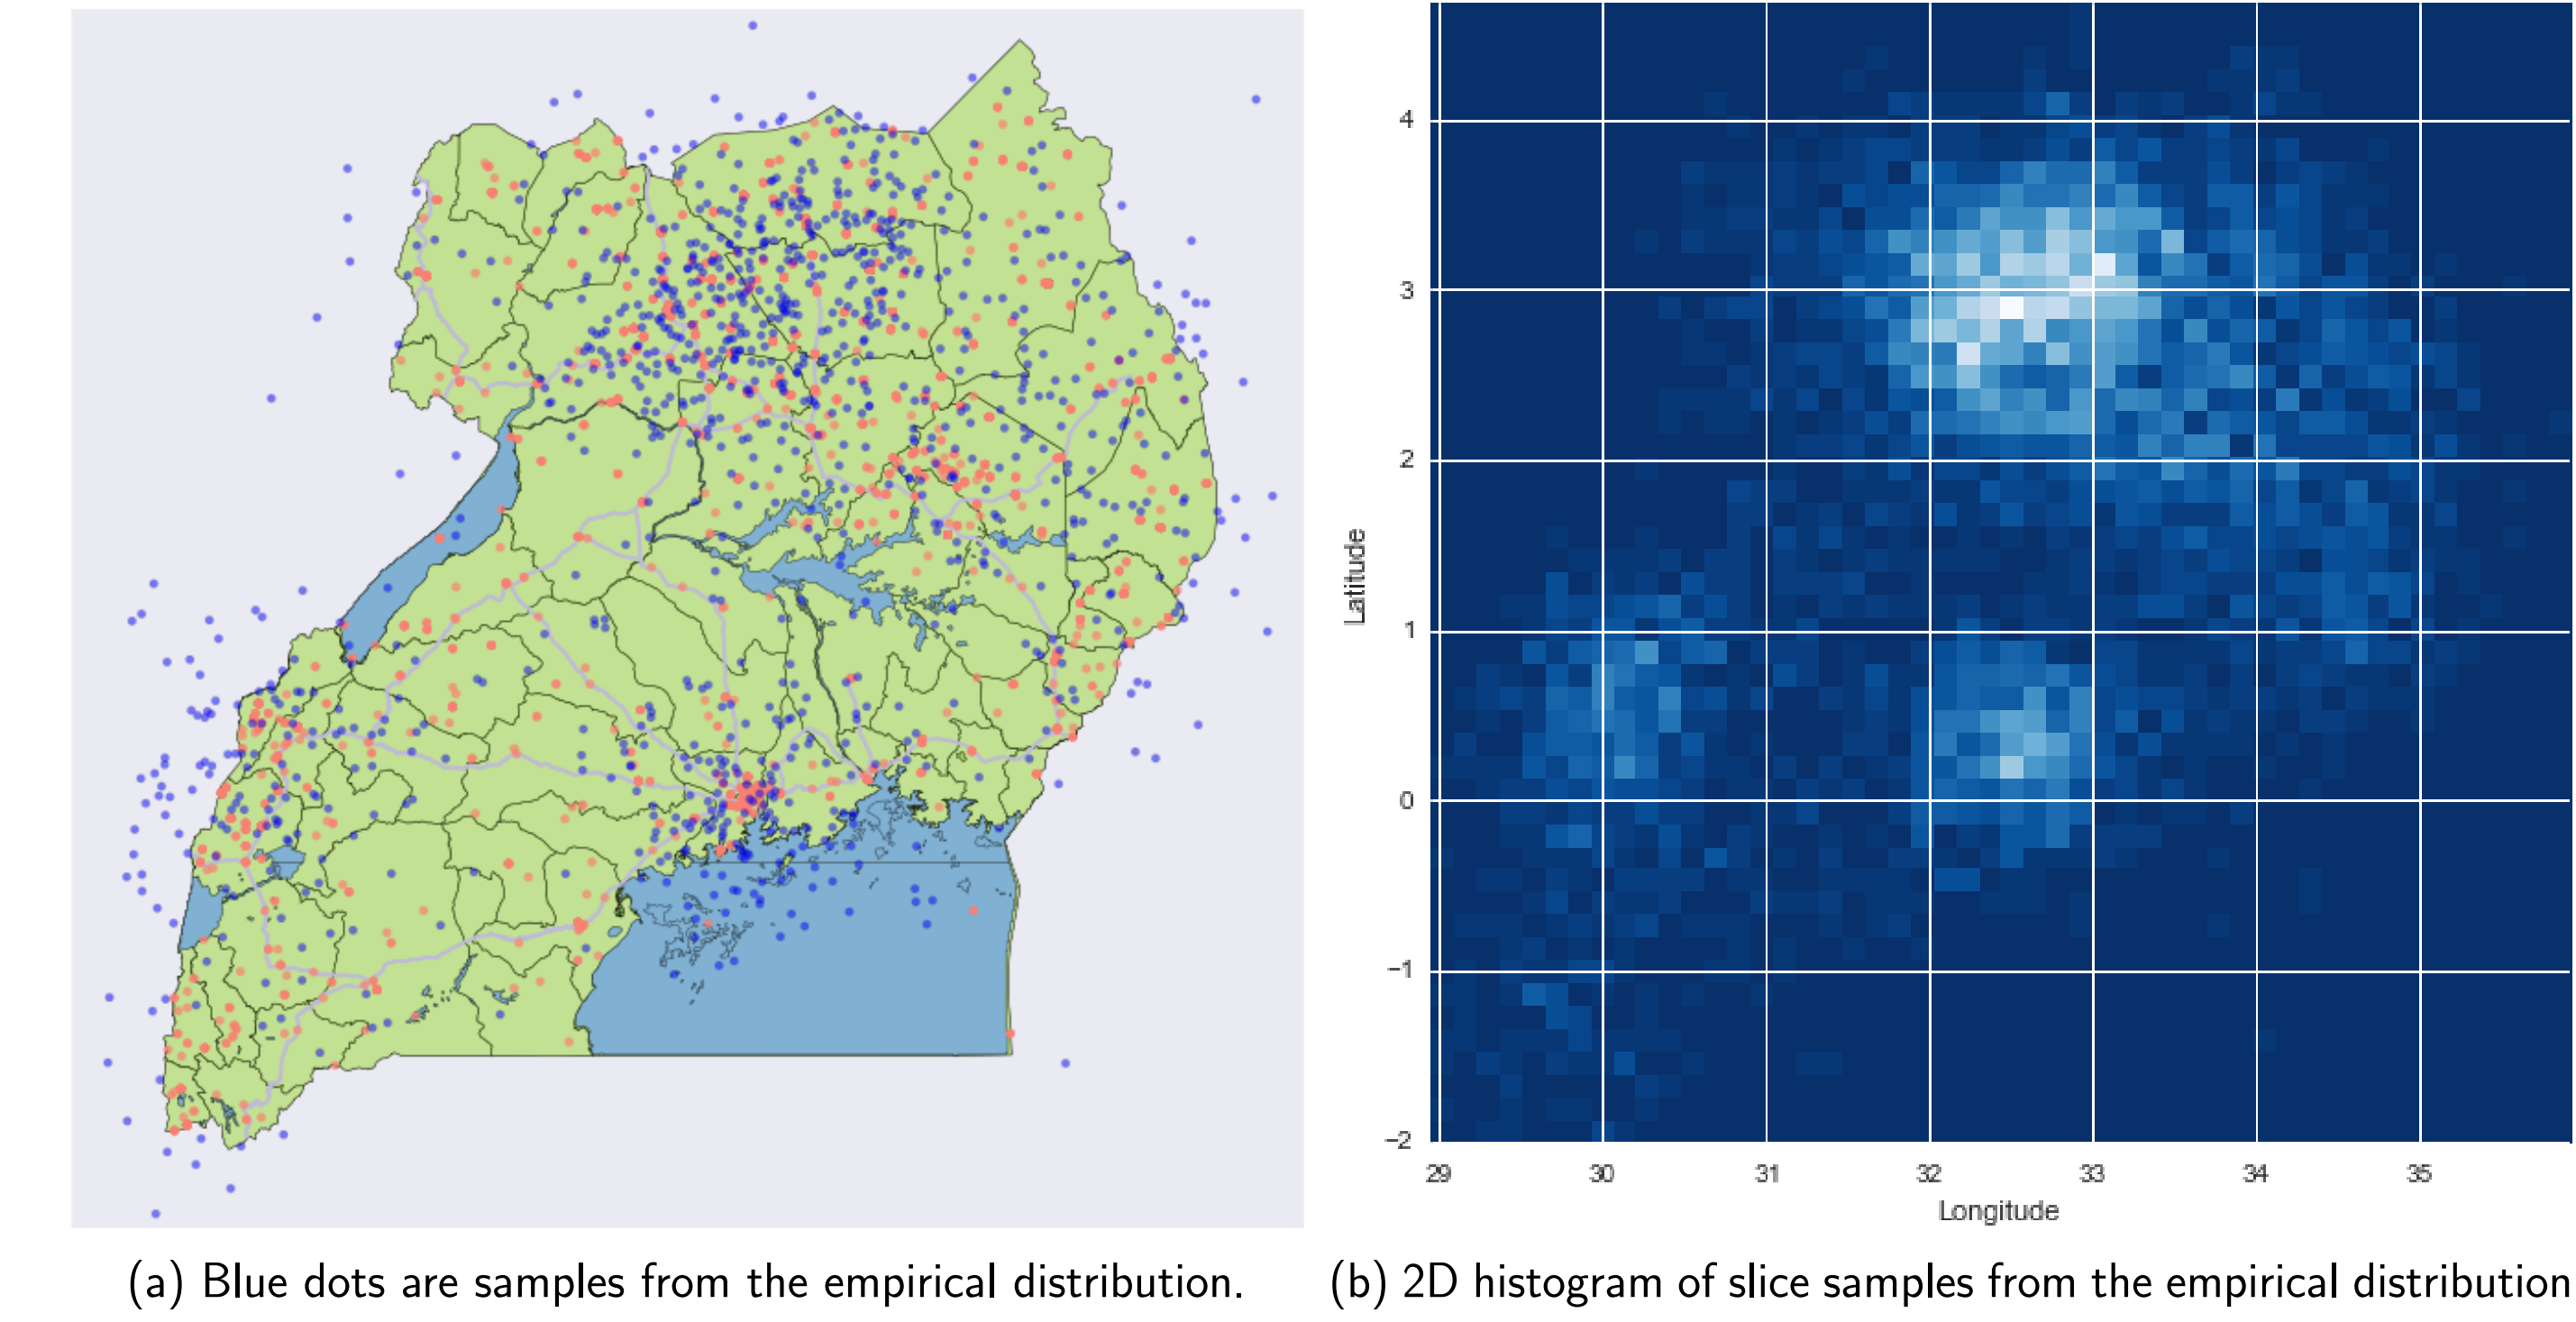 4
3
2
1
0
−1
−2
Latitude
29 30 31 32 33 34 35
Longitude
(a) Blue dots are samples from the empirical distribution.
(b) 2D histogram of slice samples from the empirical distribution